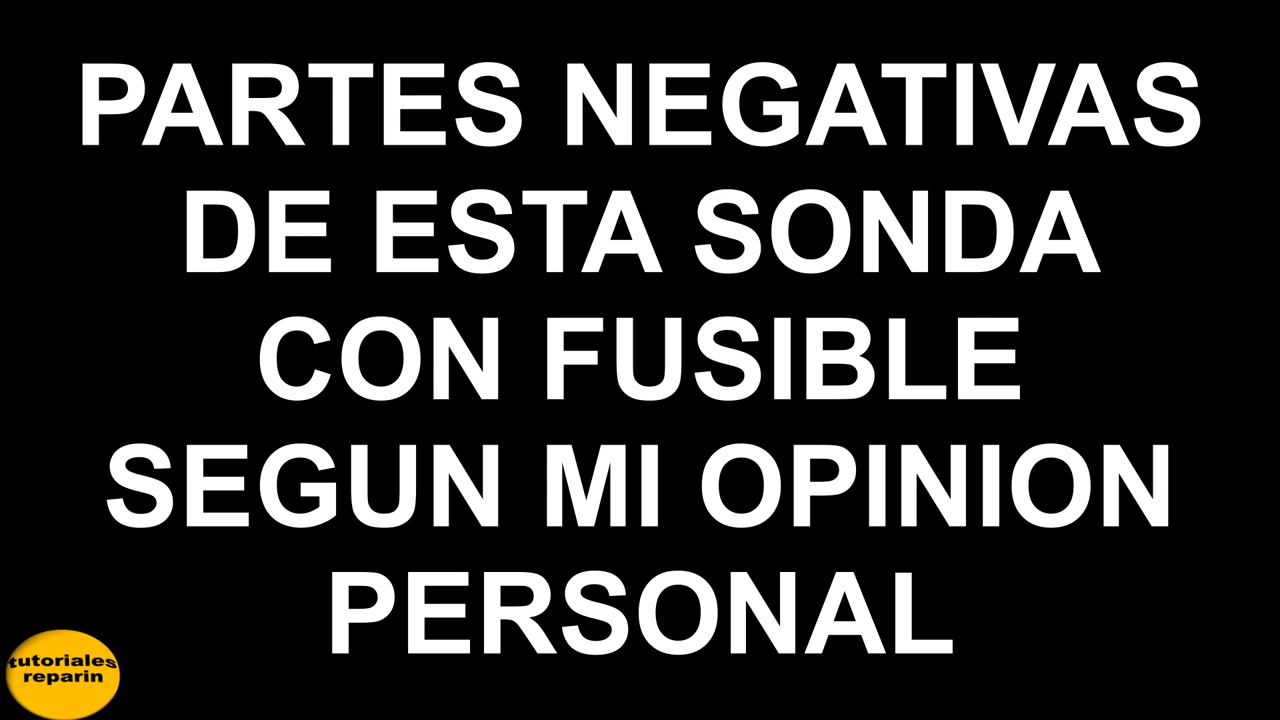 PARTES NEGATIVAS
DE ESTA SONDA
CON FUSIBLE
SEGUN MI OPINION
PERSONAL
tutoriales
reparin